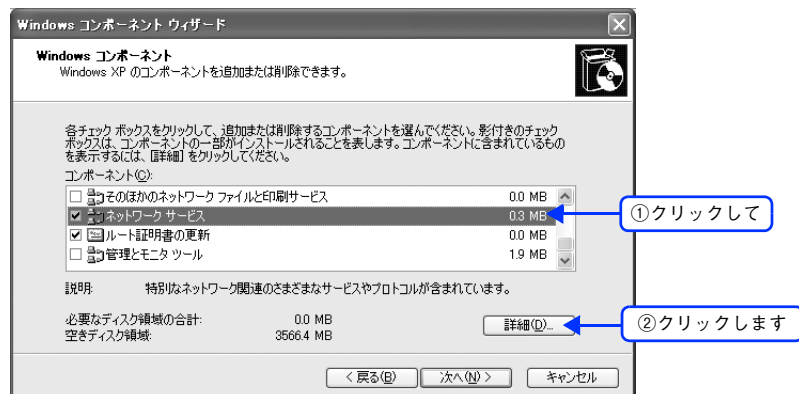 Windows コンポーネント ウィザード
Windows コンポーネント
Windows XP のコンポーネントを追加または削除できます。
各チェック ボックスをクリックして、追加または削除するコンポーネントを選んでください。影付きのチェック
ボックスは、コンポーネントの一部がインストールされることを表します。コンポーネントに含まれているもの
を表示するには、[詳細] をクリックしてください。
コンポーネント(C):
そのほかのネットワーク ファイルと印刷サービス 0.0 MB
ネットワーク サービス 0.3 MB
①クリックして
ルート証明書の更新 0.0 MB
管理とモニタ ツール 1.9 MB
説明: 特別なネットワーク関連のさまざまなサービスやプロトコルが含まれています。
必要なディスク領域の合計: 0.0 MB
空きディスク領域: 3566.4 MB
詳細(D)...
②クリックします
< 戻る(B) 次へ(N) > キャンセル